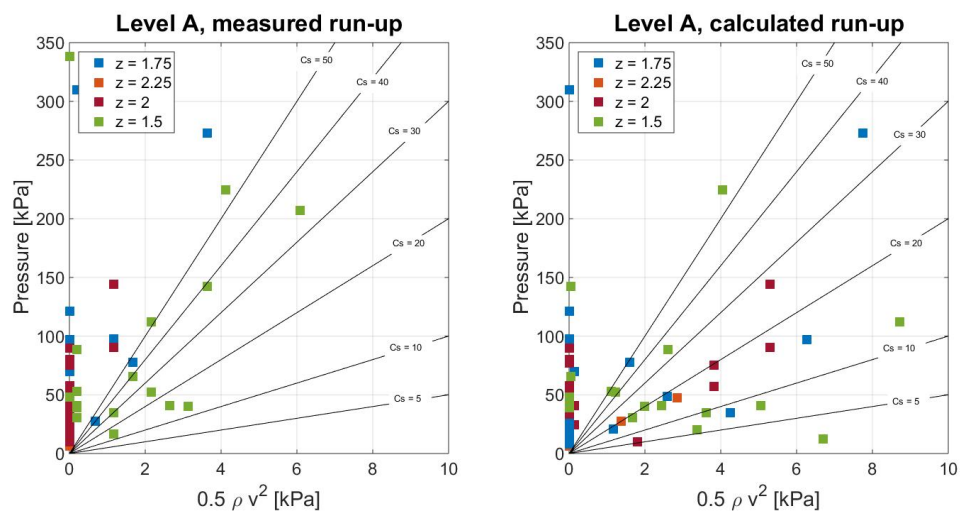 Level A, measured run-up
350
300
250
200
150
100
50
0
Pressure [kPa]
z = 1.75
z = 2.25
z = 2
z = 1.5
Cs = 50
Cs = 40
Cs = 30
Cs = 20
Cs = 10
Cs = 5
0 2 4 6 8 10
0.5 ρ v² [kPa]
Level A, calculated run-up
350
300
250
200
150
100
50
0
Pressure [kPa]
z = 1.75
z = 2.25
z = 2
z = 1.5
Cs = 50
Cs = 40
Cs = 30
Cs = 20
Cs = 10
Cs = 5
0 2 4 6 8 10
0.5 ρ v² [kPa]